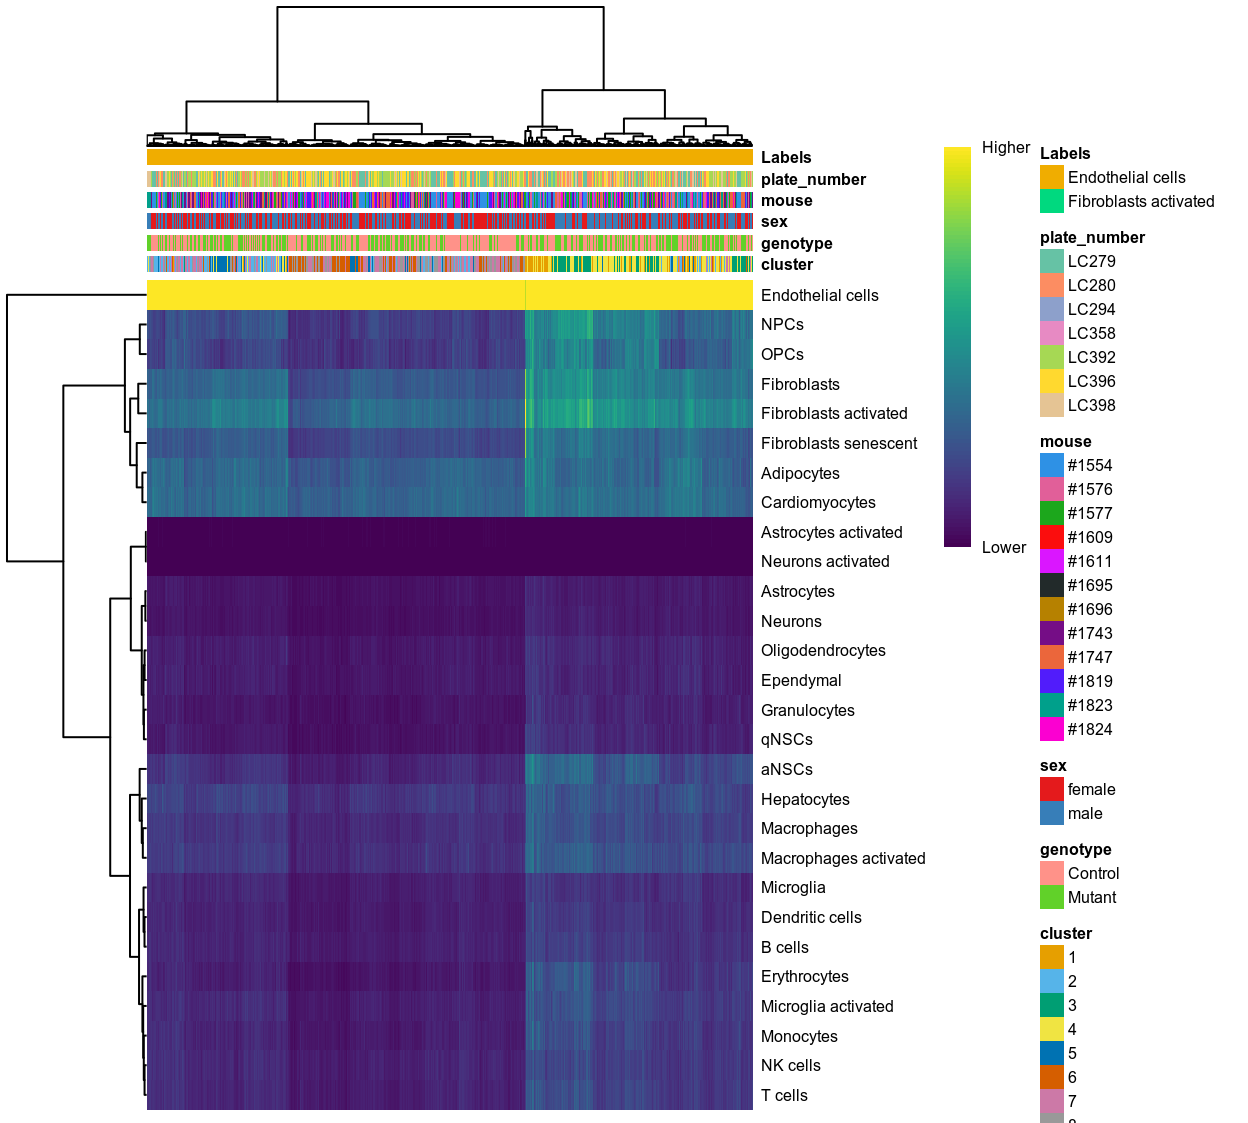 Labels
plate_number
mouse
sex
genotype
cluster
Endothelial cells
NPCs
OPCs
Fibroblasts
Fibroblasts activated
Fibroblasts senescent
Adipocytes
Cardiomyocytes
Astrocytes activated
Neurons activated
Astrocytes
Neurons
Oligodendrocytes
Ependymal
Granulocytes
qNSCs
aNSCs
Hepatocytes
Macrophages
Macrophages activated
Microglia
Dendritic cells
B cells
Erythrocytes
Microglia activated
Monocytes
NK cells
T cells
Higher
Lower
Labels
Endothelial cells
Fibroblasts activated
plate_number
LC279
LC280
LC294
LC358
LC392
LC396
LC398
mouse
#1554
#1576
#1577
#1609
#1611
#1695
#1696
#1743
#1747
#1819
#1823
#1824
sex
female
male
genotype
Control
Mutant
cluster
1
2
3
4
5
6
7